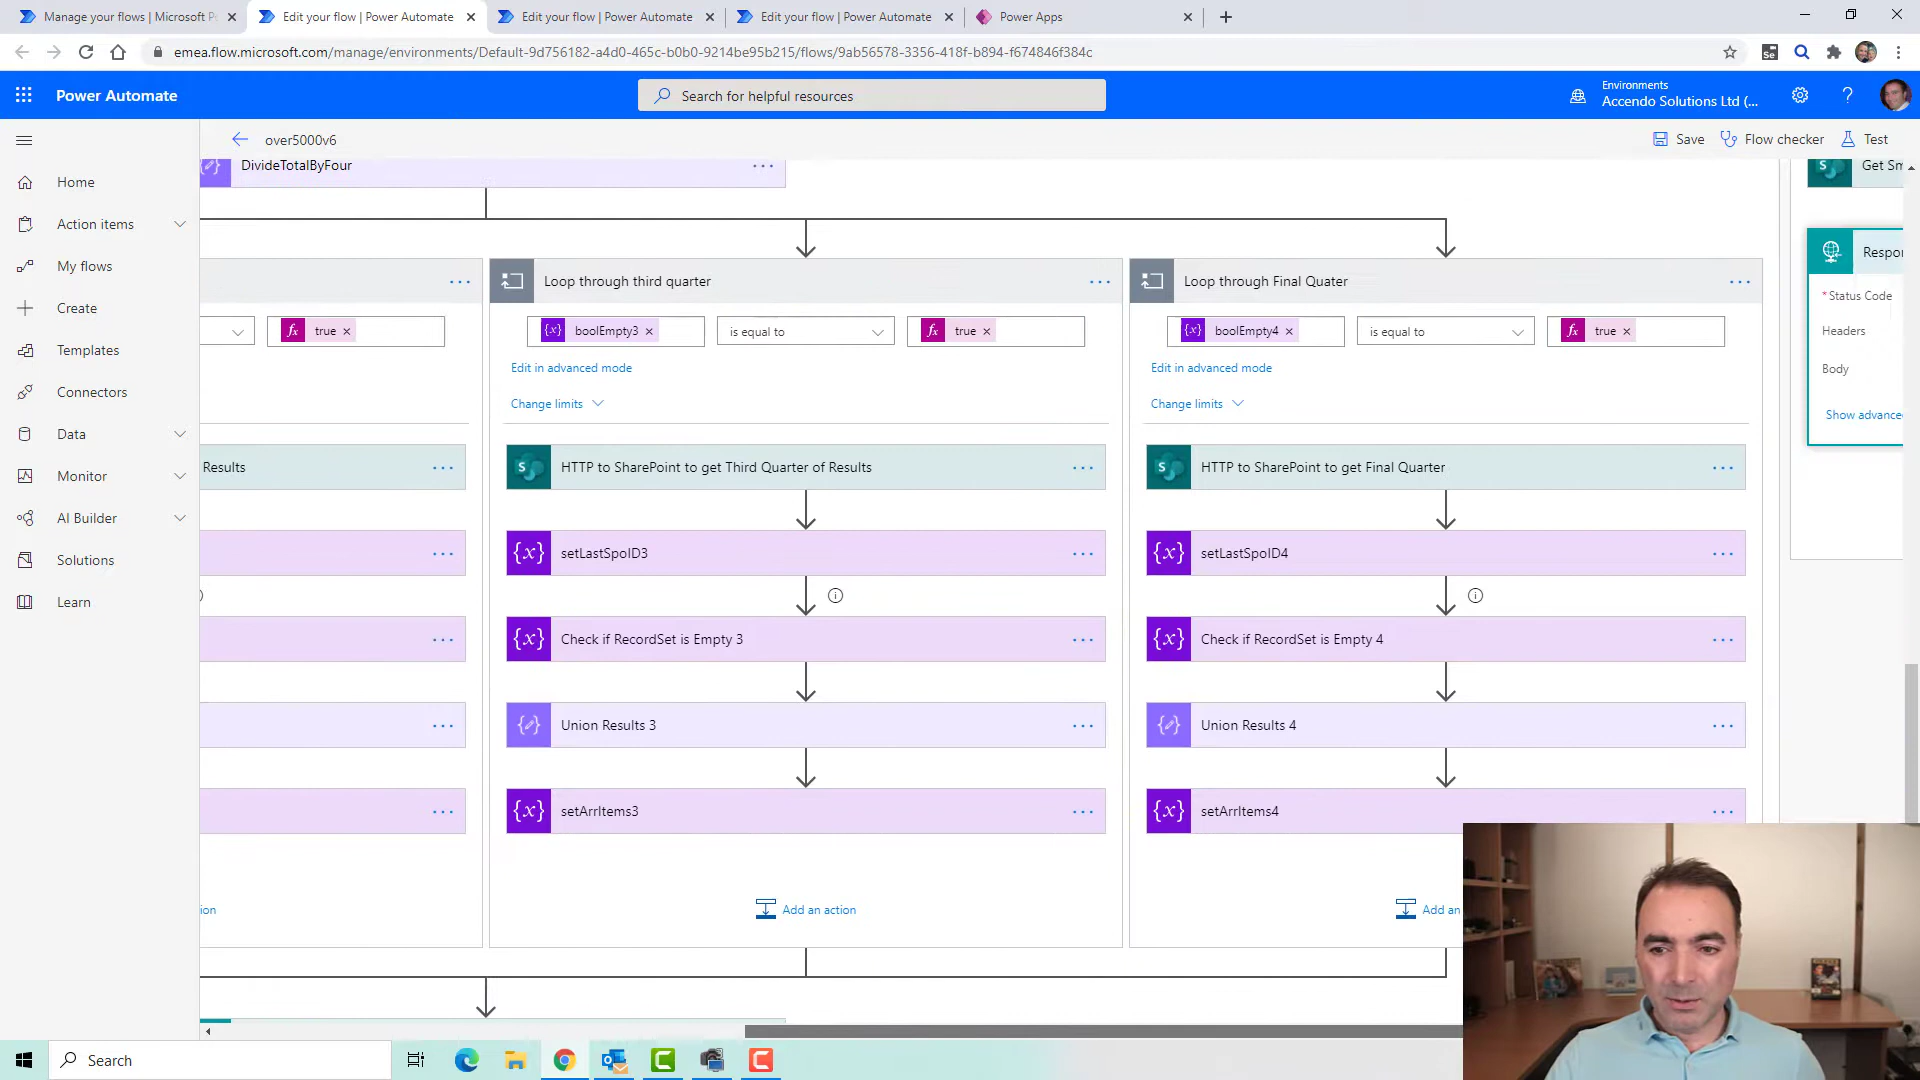 Manage your flows | Microsoft P
Edit your flow | Power Automate
Edit your flow | Power Automate
Edit your flow | Power Automate
Power Apps
emea.flow.microsoft.com/manage/environments/Default-9d756182-a4d0-465c-b0b0-9214be95b215/flows/9ab56578-3356-418f-b894-f674846f384c
Power Automate
Search for helpful resources
Environments
Accendo Solutions Ltd (...
over5000v6
Save
Flow checker
Test
Home
Action items
My flows
Create
Templates
Connectors
Data
Monitor
AI Builder
Solutions
Learn
DivideTotalByFour
Get Sm
Loop through third quarter
Loop through Final Quater
Respor
fx true
{x} boolEmpty3
is equal to
fx true
{x} boolEmpty4
is equal to
fx true
* Status Code
Headers
Body
Show advance
Edit in advanced mode
Edit in advanced mode
Change limits
Change limits
Results
HTTP to SharePoint to get Third Quarter of Results
HTTP to SharePoint to get Final Quarter
{x} setLastSpoID3
{x} setLastSpoID4
{x} Check if RecordSet is Empty 3
{x} Check if RecordSet is Empty 4
Union Results 3
Union Results 4
{x} setArrItems3
{x} setArrItems4
ion
Add an action
Add an
Search